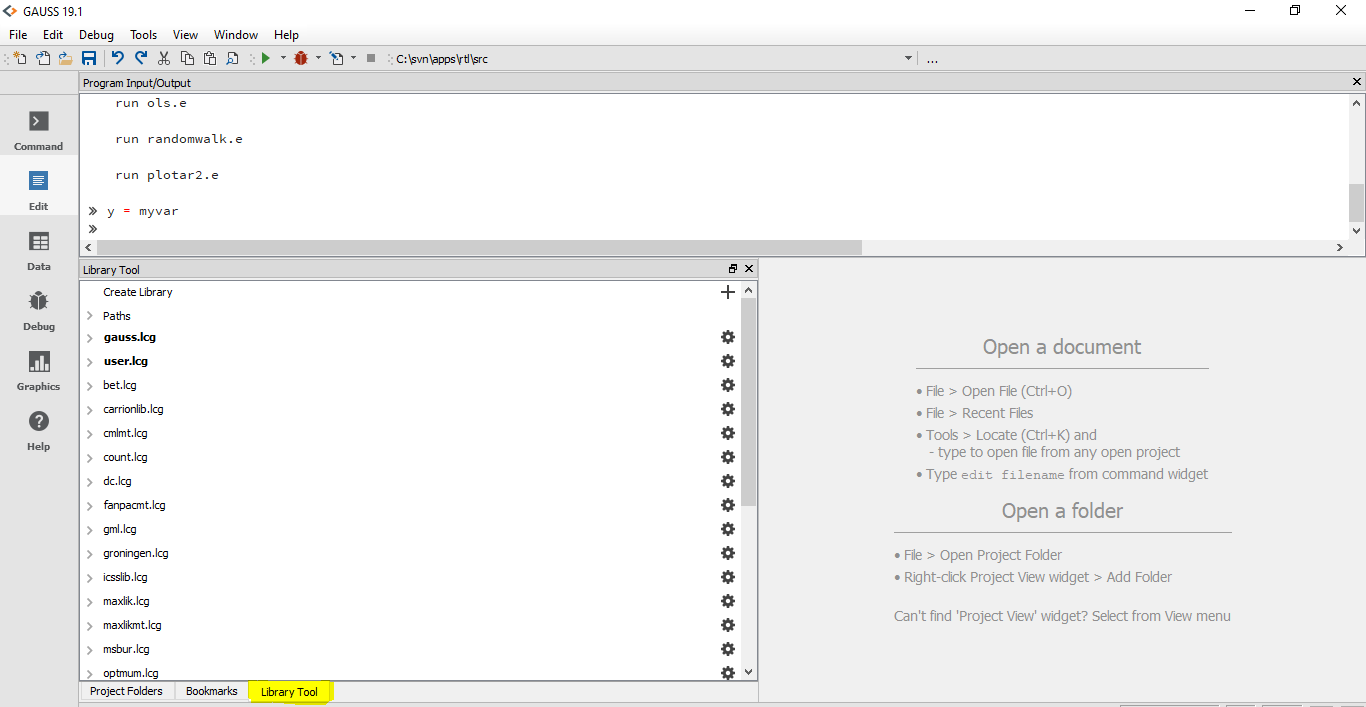 GAUSS 19.1
File Edit Debug Tools View Window Help
C:\svn\apps\rtl\src
...
Program Input/Output
run ols.e
run randomwalk.e
run plotar2.e
» y = myvar
»
Command
Edit
Data
Debug
Graphics
Help
Library Tool
Create Library
Paths
gauss.lcg
user.lcg
bet.lcg
carrionlib.lcg
cmlmt.lcg
count.lcg
dc.lcg
fanpacmt.lcg
gml.lcg
groningen.lcg
icsslib.lcg
maxlik.lcg
maxlikmt.lcg
msbur.lcg
optmum.lcg
Project Folders Bookmarks Library Tool
Open a document
• File > Open File (Ctrl+O)
• File > Recent Files
• Tools > Locate (Ctrl+K) and
- type to open file from any open project
• Type edit filename from command widget
Open a folder
• File > Open Project Folder
• Right-click Project View widget > Add Folder
Can't find 'Project View' widget? Select from View menu